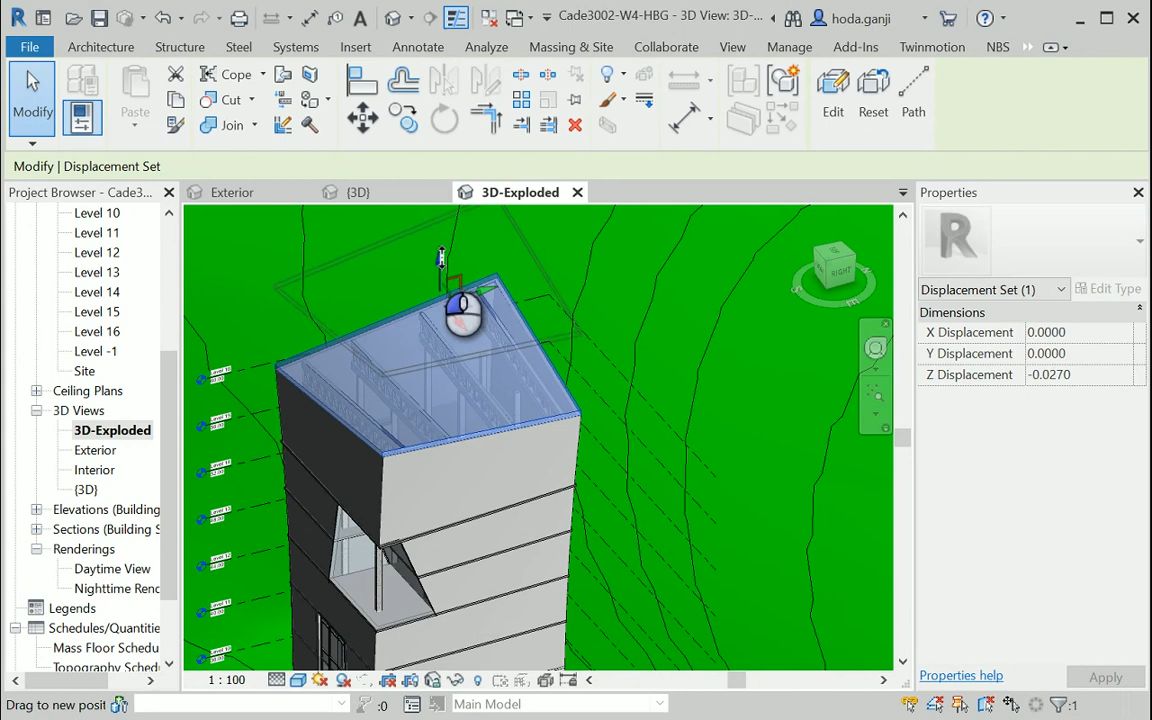 Cade3002-W4-HBG - 3D View: 3D-...
hoda.ganji
File
Architecture
Structure
Steel
Systems
Insert
Annotate
Analyze
Massing & Site
Collaborate
View
Manage
Add-Ins
Twinmotion
NBS
Modify
Paste
Cope
Cut
Join
Edit
Reset
Path
Modify | Displacement Set
Project Browser - Cade3...
Exterior
{3D}
3D-Exploded
Properties
Level 10
Level 11
Level 12
Level 13
Level 14
Level 15
Level 16
Level -1
Site
Ceiling Plans
3D Views
3D-Exploded
Exterior
Interior
{3D}
Elevations (Building
Sections (Building S
Renderings
Daytime View
Nighttime Renc
Legends
Schedules/Quantitie
Mass Floor Schedu
Topography Sched
RIGHT
Displacement Set (1)
Edit Type
Dimensions
X Displacement 0.0000
Y Displacement 0.0000
Z Displacement -0.0270
Properties help
Apply
1 : 100
Drag to new posit
:0
Main Model
:1